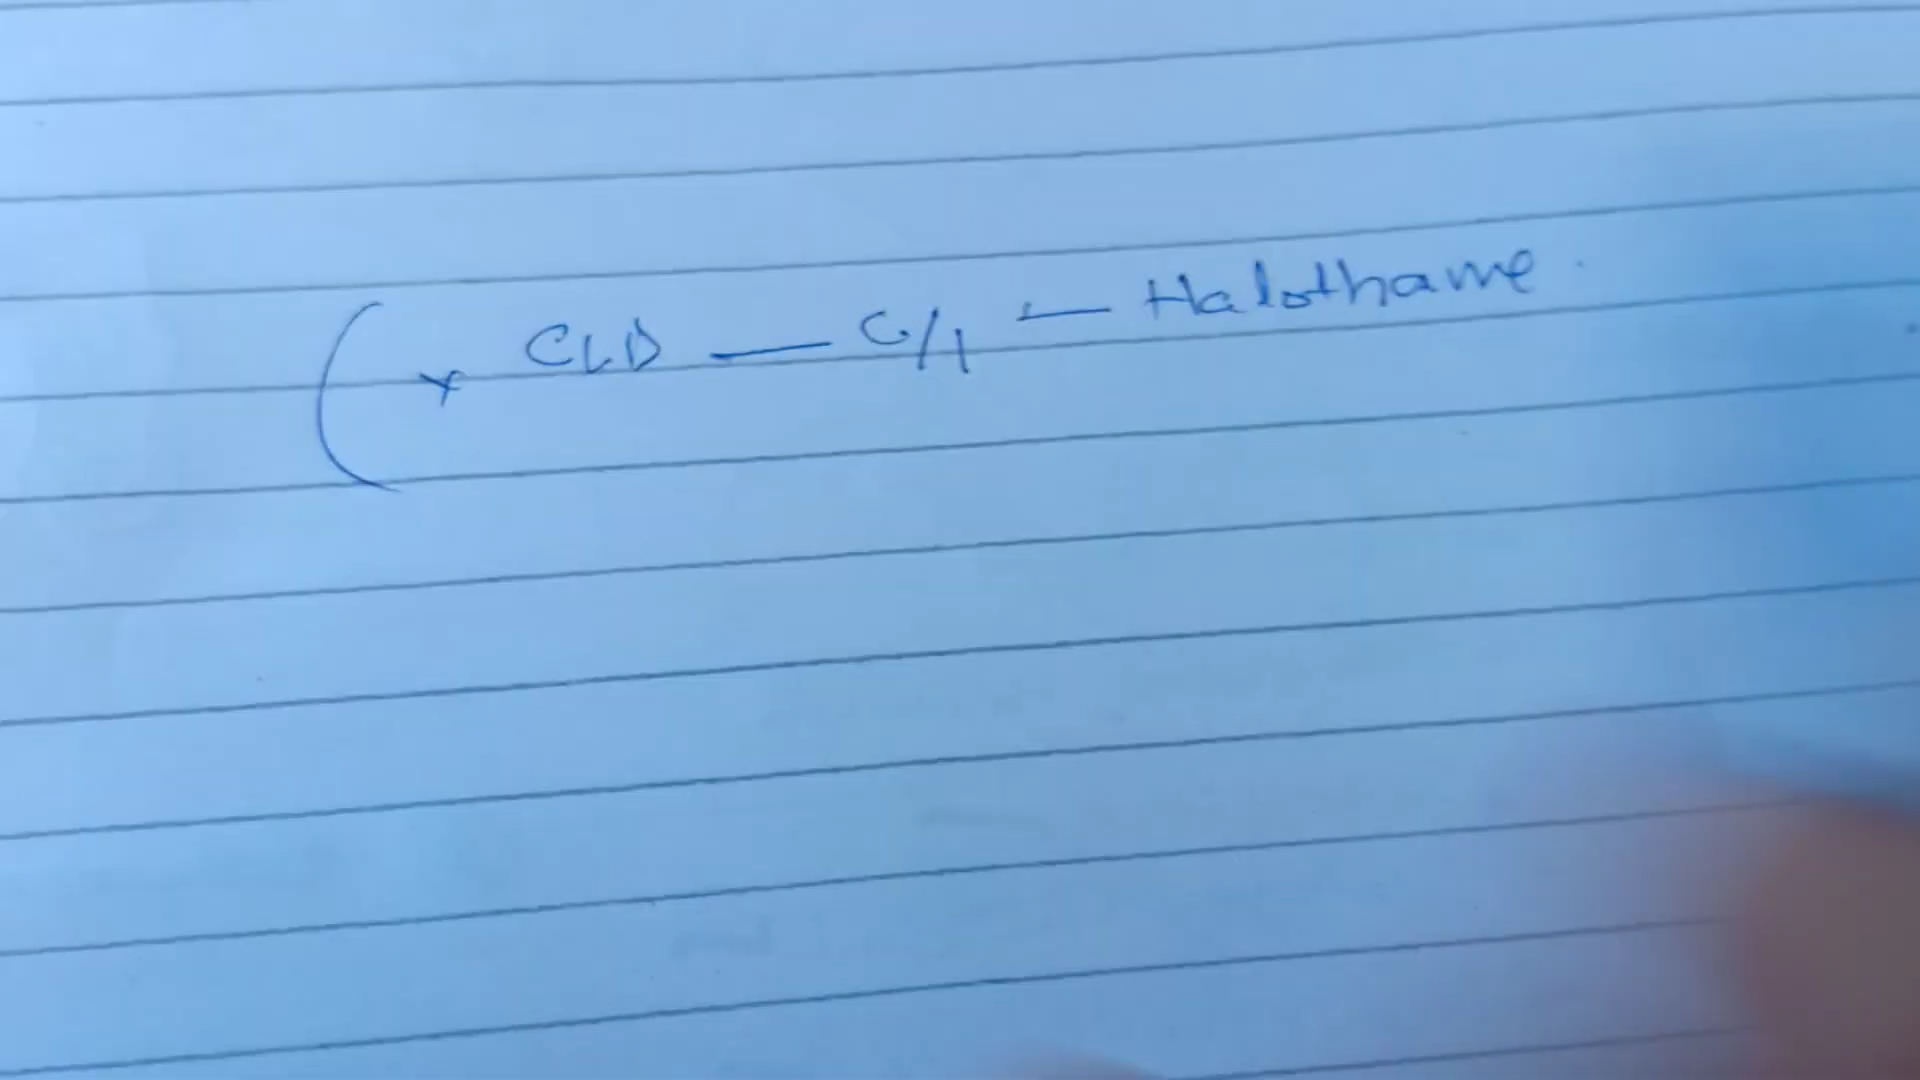 ( * CLD — C/I — Halothane.